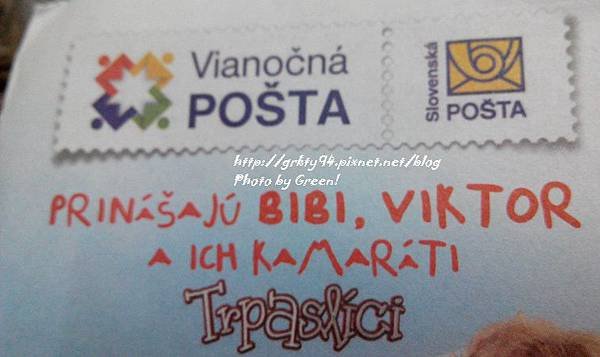 Vianočná
POŠTA
Slovenská
POŠTA
http://grkty94.pixnet.net/blog
Photo by Green!
PRINÁŠAJÚ BIBI, VIKTOR
A ICH KAMARÁTI
Trpaslíci